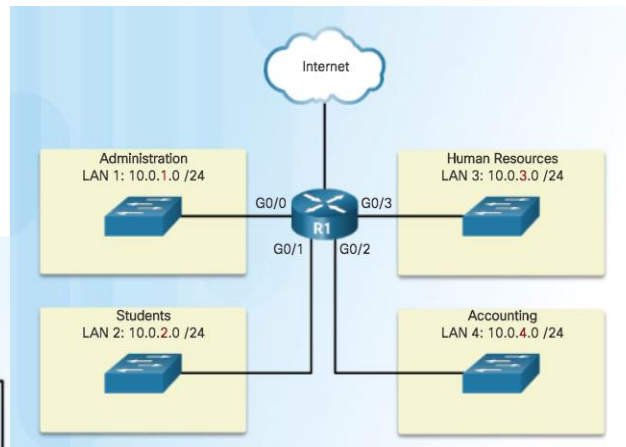 Internet
Administration
LAN 1: 10.0.1.0 /24
Human Resources
LAN 3: 10.0.3.0 /24
G0/0
G0/3
R1
G0/1
G0/2
Students
LAN 2: 10.0.2.0 /24
Accounting
LAN 4: 10.0.4.0 /24